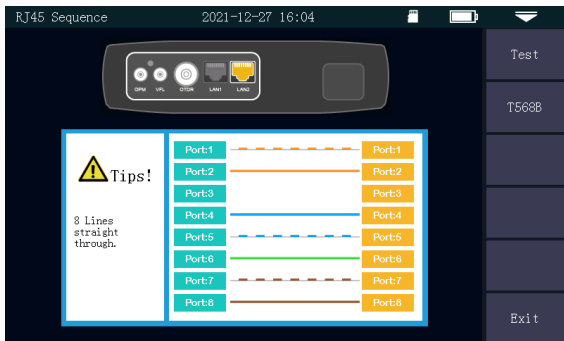 RJ45 Sequence 2021-12-27 16:04
Test
T568B
Exit
OPM VFL OTDR LAN1 LAN2
Tips!
8 Lines
straight
through.
Port:1 Port:1
Port:2 Port:2
Port:3 Port:3
Port:4 Port:4
Port:5 Port:5
Port:6 Port:6
Port:7 Port:7
Port:8 Port:8